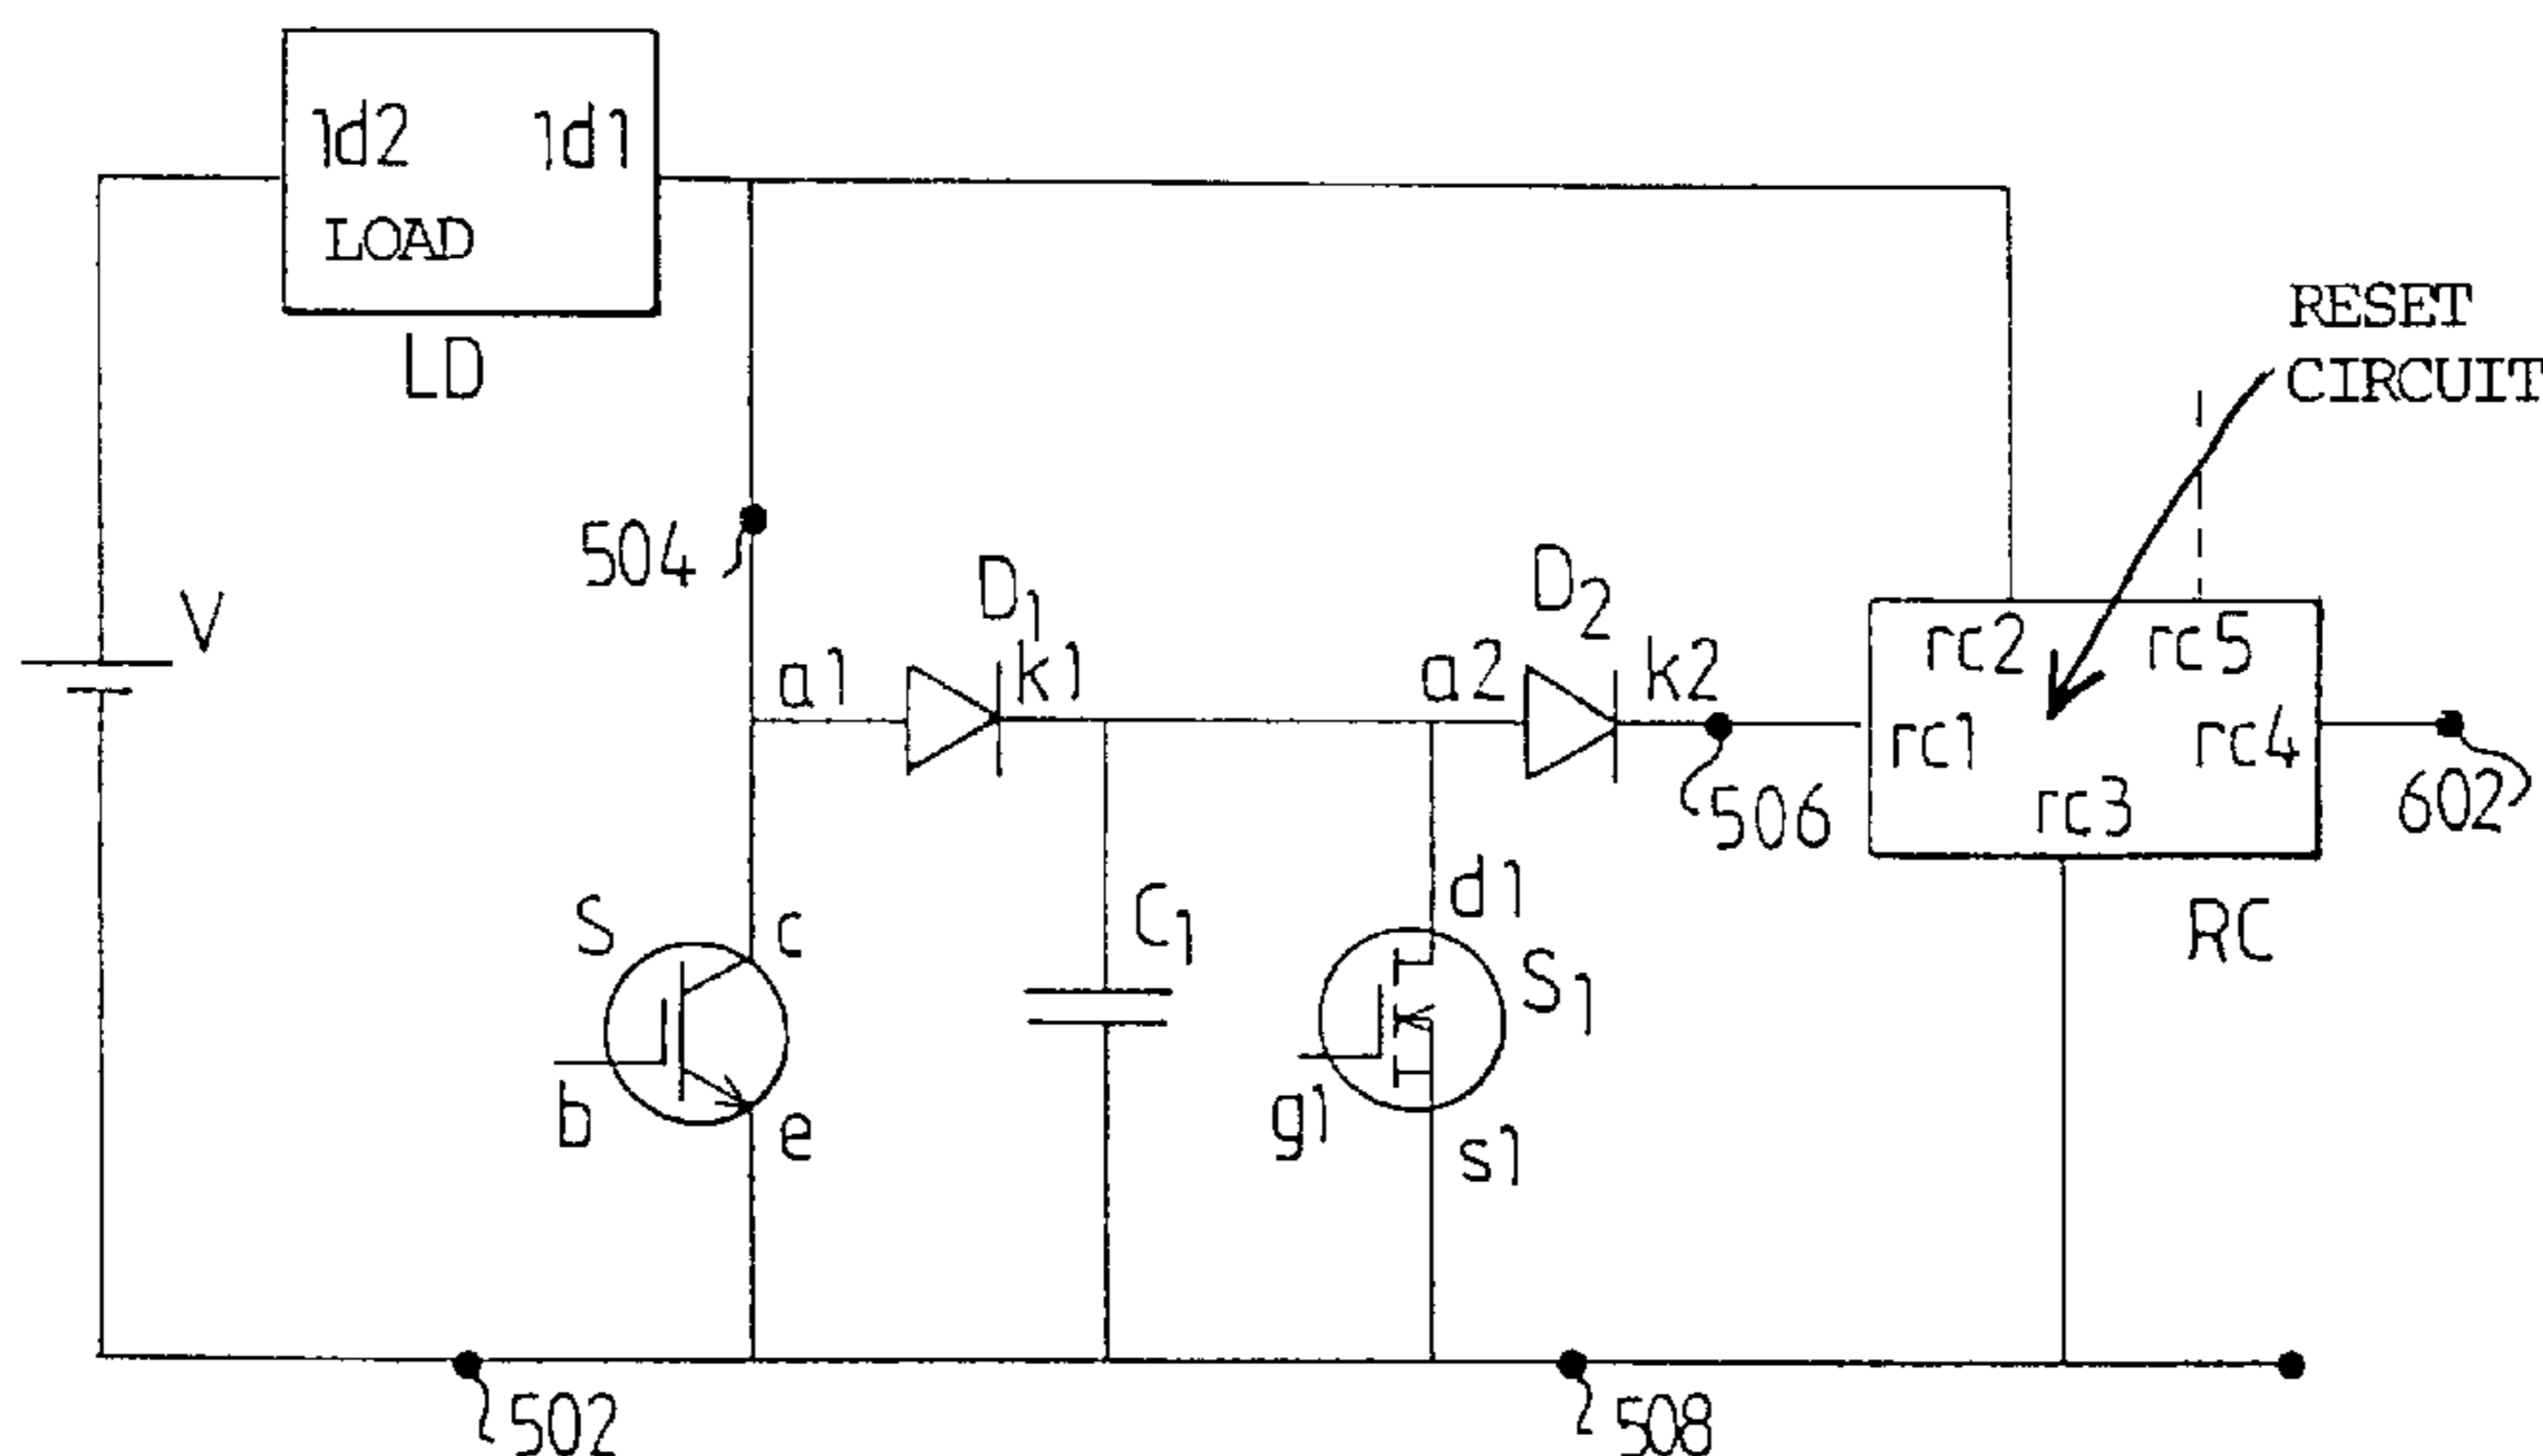 ld2 ld1
LOAD
LD
RESET
CIRCUIT
504
V
D1
D2
a1
k1
a2
k2
rc2
rc5
rc1
rc4
rc3
506
602
RC
S
c
C1
d1
S1
b
e
g1
s1
502
508